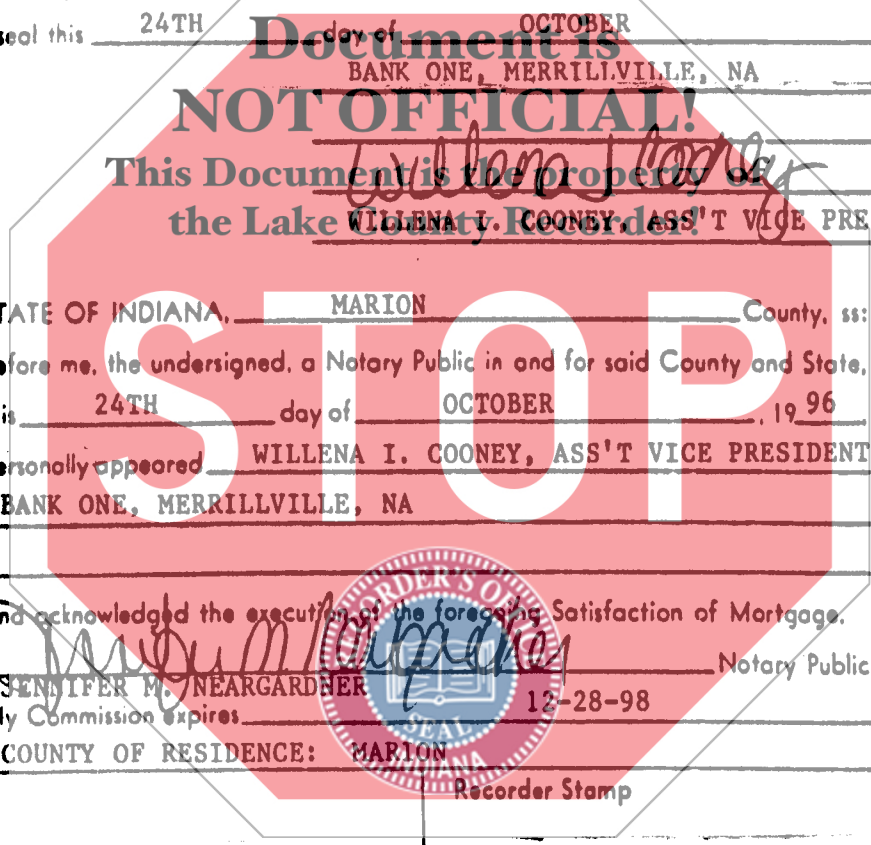 seal this 24TH day of OCTOBER
Document is
BANK ONE, MERRILLVILLE, NA
NOT OFFICIAL!
Willena I Cooney
This Document is the property of
the Lake County Recorder!
WILLENA I. COONEY, ASS'T VICE PRE
STOP
TATE OF INDIANA, MARION County, ss:
efore me, the undersigned, a Notary Public in and for said County and State,
is 24TH day of OCTOBER, 19 96
ersonally appeared WILLENA I. COONEY, ASS'T VICE PRESIDENT
BANK ONE, MERRILLVILLE, NA
nd acknowledged the execution of the foregoing Satisfaction of Mortgage.
Notary Public
JENNIFER M. NEARGARDNER
y Commission expires 12-28-98
COUNTY OF RESIDENCE: MARION
RECORDER'S OFFICE
SEAL
INDIANA
Recorder Stamp